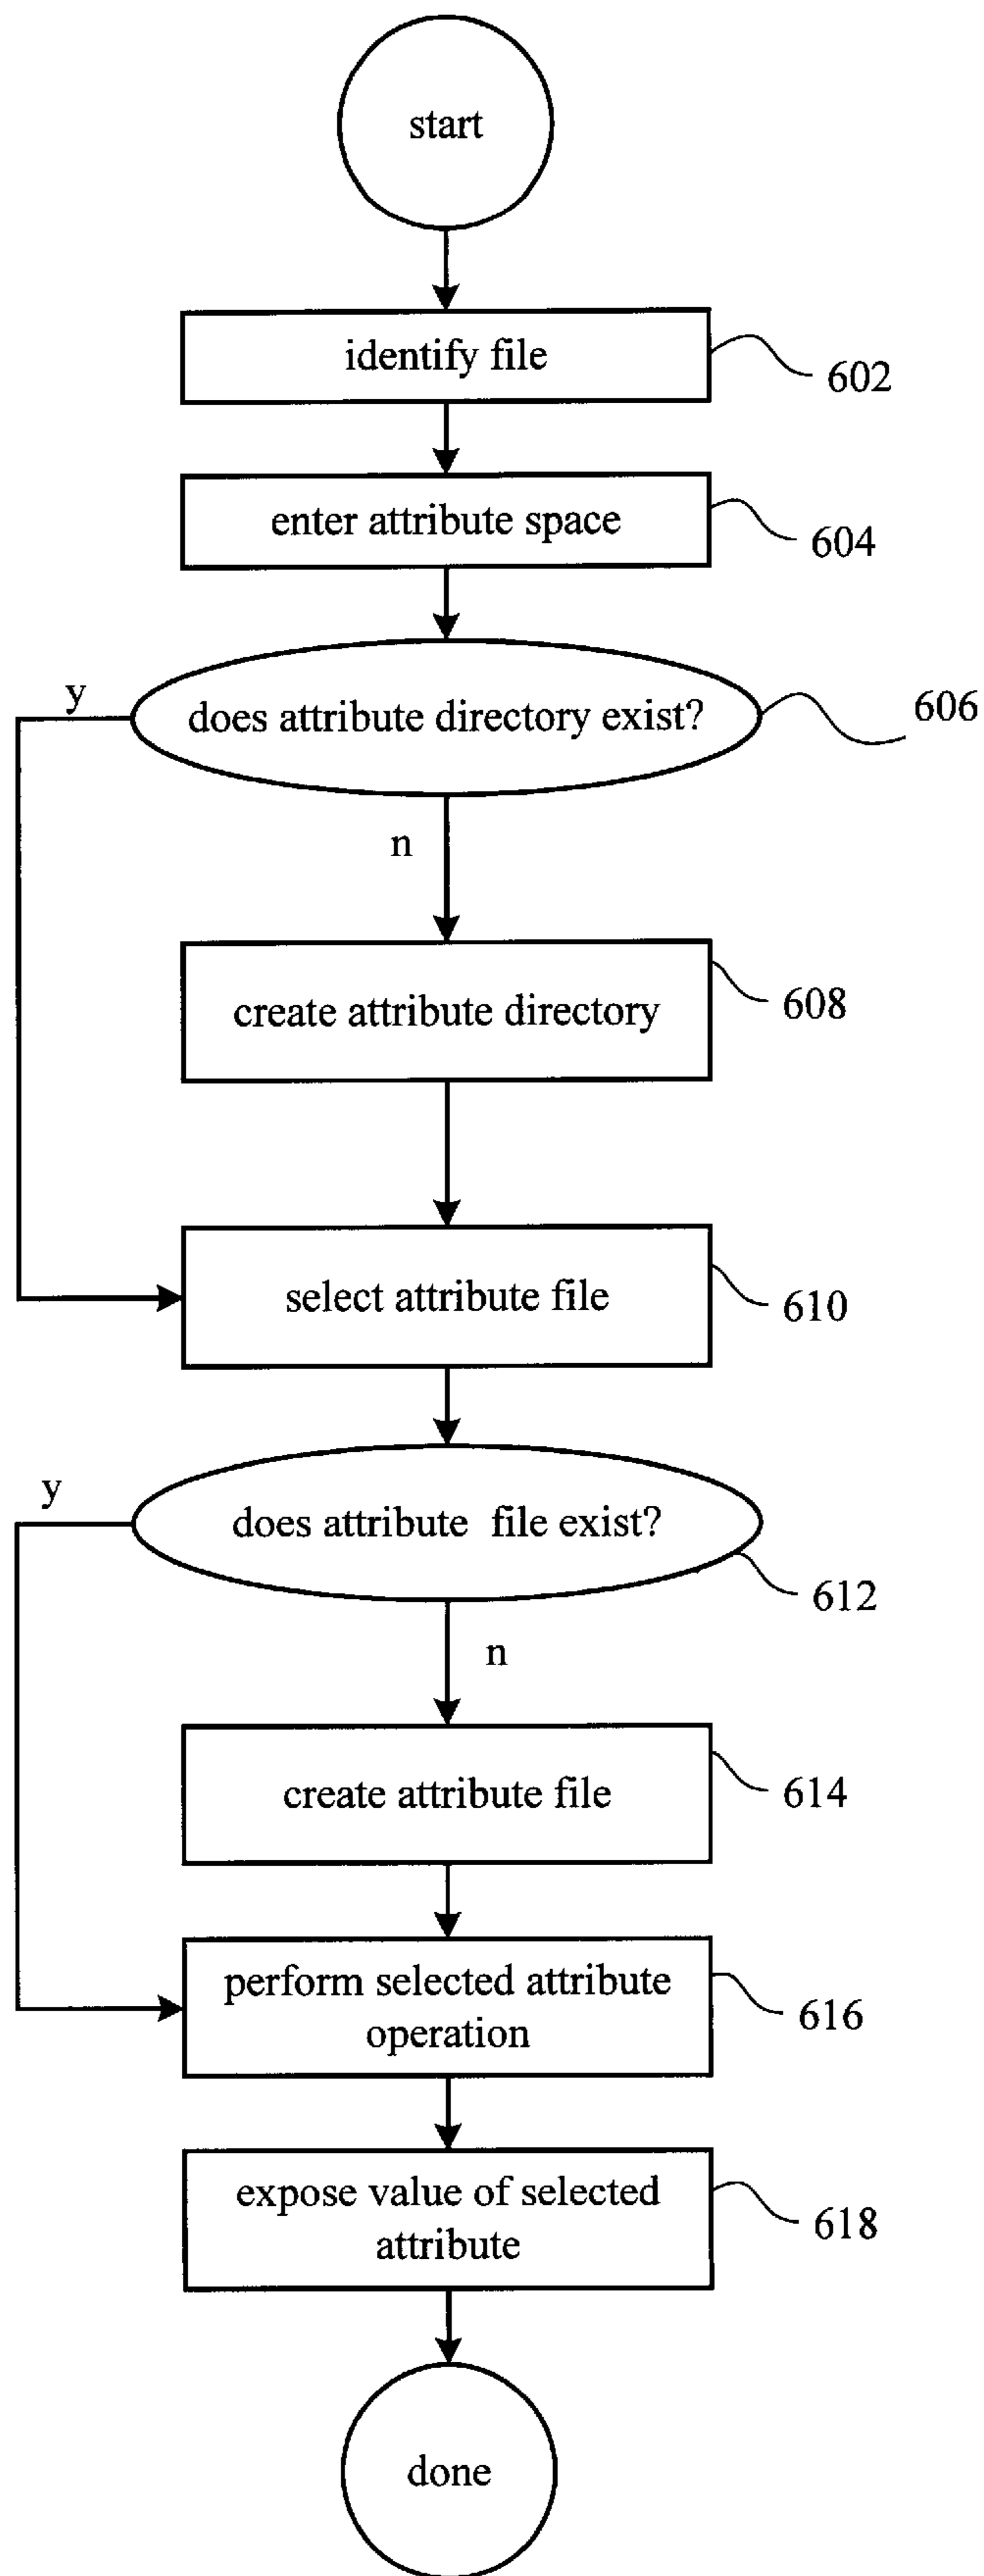 start
identify file
602
enter attribute space
604
y
does attribute directory exist?
606
n
create attribute directory
608
select attribute file
610
y
does attribute file exist?
612
n
create attribute file
614
perform selected attribute
operation
616
expose value of selected
attribute
618
done